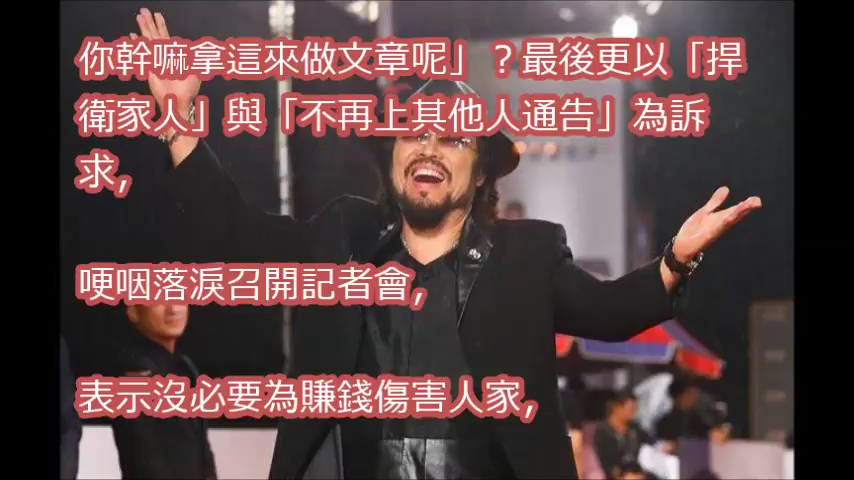 你幹嘛拿這來做文章呢」？最後更以「捍
衛家人」與「不再上其他人通告」為訴
求，
哽咽落淚召開記者會，
表示沒必要為賺錢傷害人家，